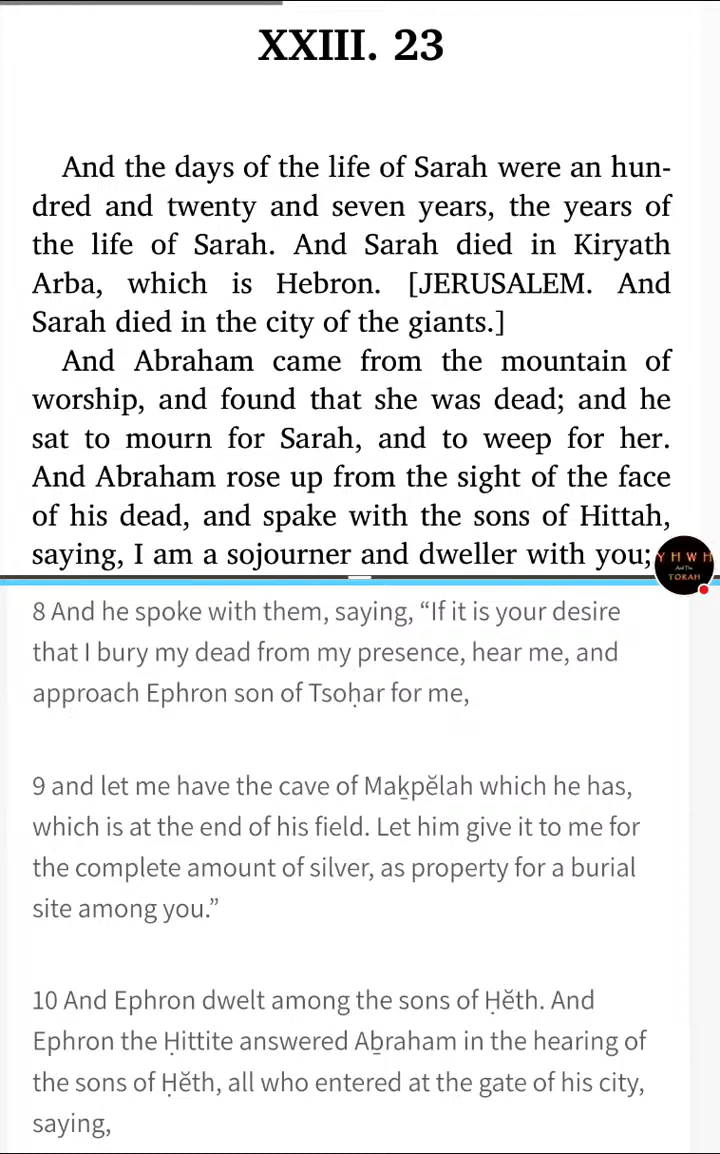 XXIII. 23
And the days of the life of Sarah were an hun-
dred and twenty and seven years, the years of
the life of Sarah. And Sarah died in Kiryath
Arba, which is Hebron. [JERUSALEM. And
Sarah died in the city of the giants.]
And Abraham came from the mountain of
worship, and found that she was dead; and he
sat to mourn for Sarah, and to weep for her.
And Abraham rose up from the sight of the face
of his dead, and spake with the sons of Hittah,
saying, I am a sojourner and dweller with you;
YHWH
And The
TORAH
8 And he spoke with them, saying, “If it is your desire
that I bury my dead from my presence, hear me, and
approach Ephron son of Tsoḥar for me,
9 and let me have the cave of Maḵpĕlah which he has,
which is at the end of his field. Let him give it to me for
the complete amount of silver, as property for a burial
site among you.”
10 And Ephron dwelt among the sons of Ḥĕth. And
Ephron the Ḥittite answered Aḇraham in the hearing of
the sons of Ḥĕth, all who entered at the gate of his city,
saying,